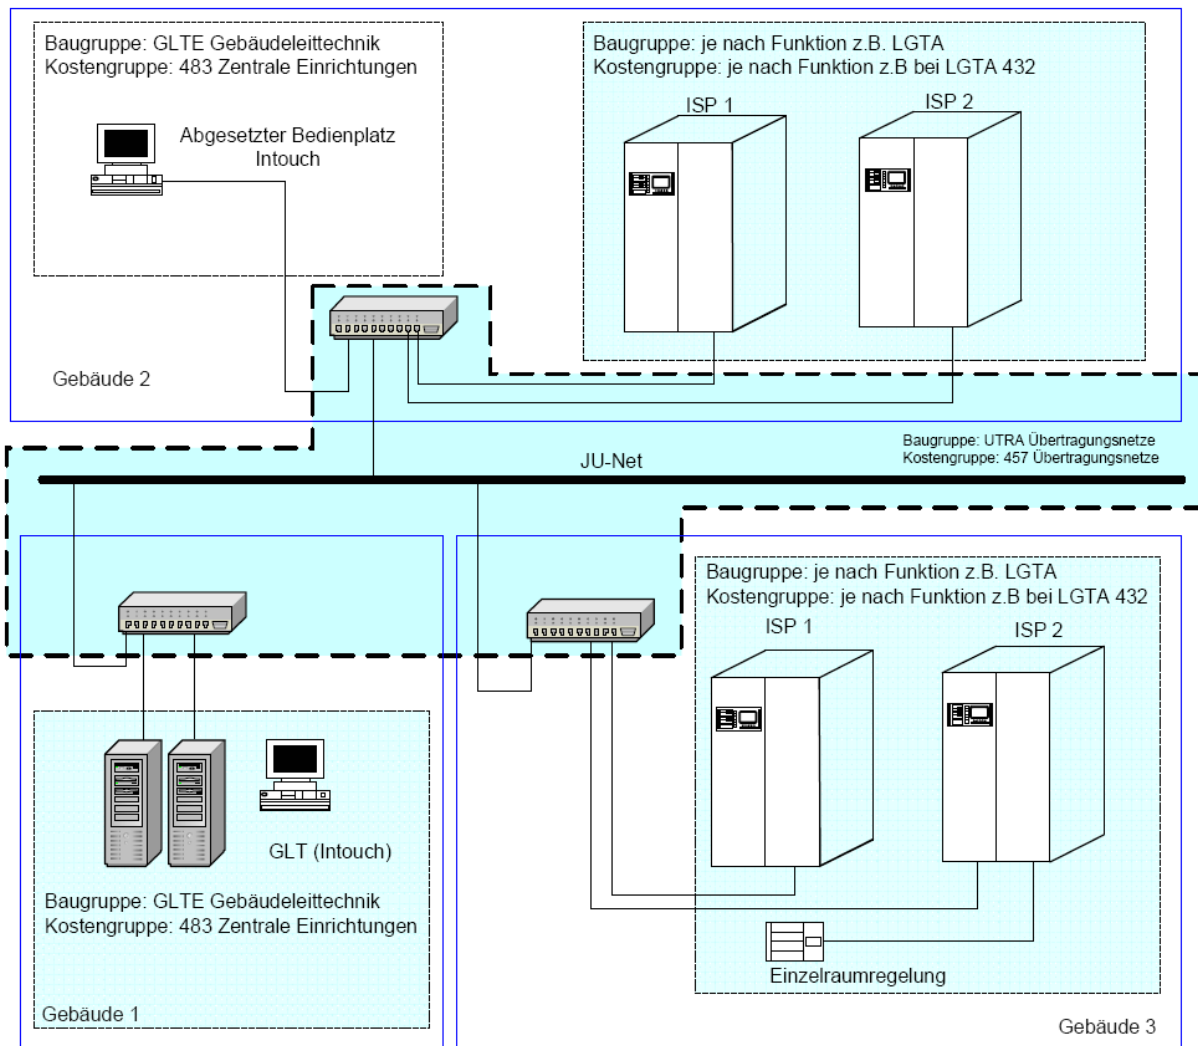 Baugruppe: GLTE Gebäudeleittechnik
Kostengruppe: 483 Zentrale Einrichtungen
Abgesetzter Bedienplatz
Intouch
Baugruppe: je nach Funktion z.B. LGTA
Kostengruppe: je nach Funktion z.B bei LGTA 432
ISP 1
ISP 2
Gebäude 2
Baugruppe: UTRA Übertragungsnetze
Kostengruppe: 457 Übertragungsnetze
JU-Net
GLT (Intouch)
Baugruppe: GLTE Gebäudeleittechnik
Kostengruppe: 483 Zentrale Einrichtungen
Gebäude 1
Baugruppe: je nach Funktion z.B. LGTA
Kostengruppe: je nach Funktion z.B bei LGTA 432
ISP 1
ISP 2
Einzelraumregelung
Gebäude 3